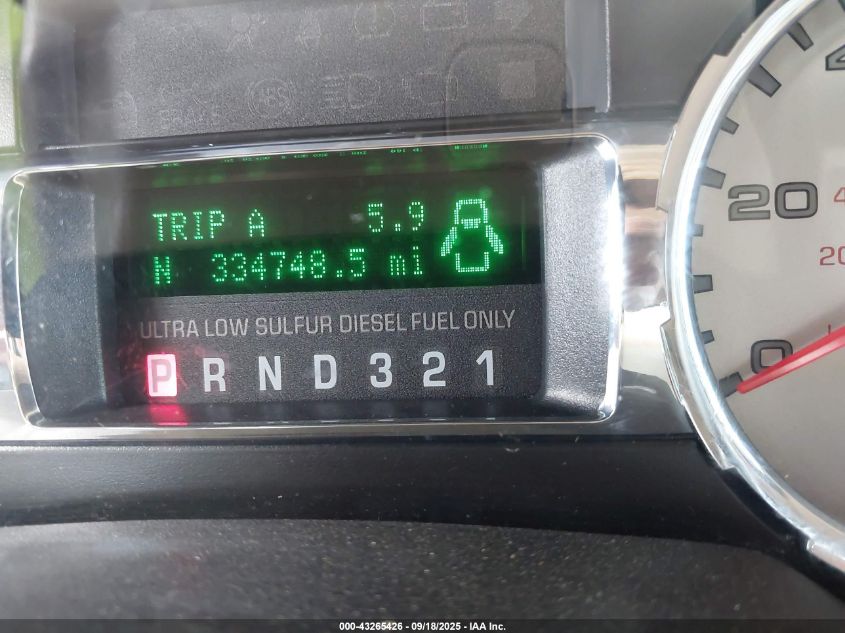 TRIP A 5.9
N 334748.5 mi
ULTRA LOW SULFUR DIESEL FUEL ONLY
P R N D 3 2 1
20
0
20
000-43265426 - 09/18/2025 - IAA Inc.